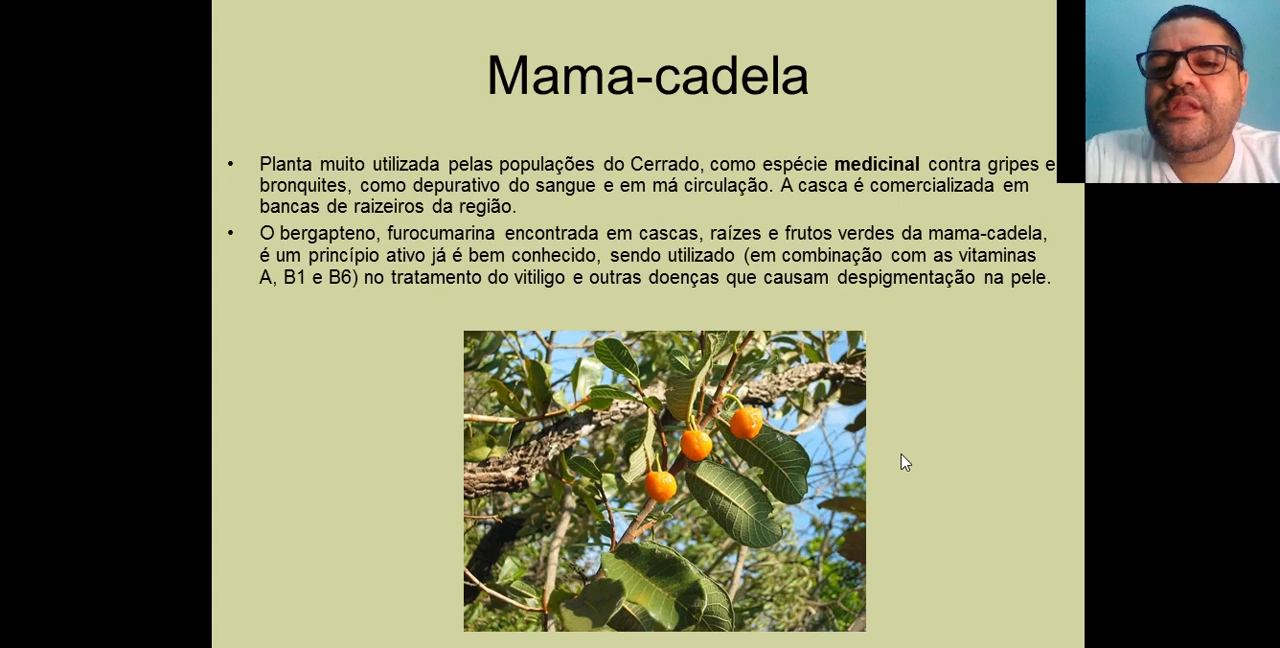 Mama-cadela
• Planta muito utilizada pelas populações do Cerrado, como espécie medicinal contra gripes e
bronquites, como depurativo do sangue e em má circulação. A casca é comercializada em
bancas de raizeiros da região.
• O bergapteno, furocumarina encontrada em cascas, raízes e frutos verdes da mama-cadela,
é um princípio ativo já é bem conhecido, sendo utilizado (em combinação com as vitaminas
A, B1 e B6) no tratamento do vitiligo e outras doenças que causam despigmentação na pele.